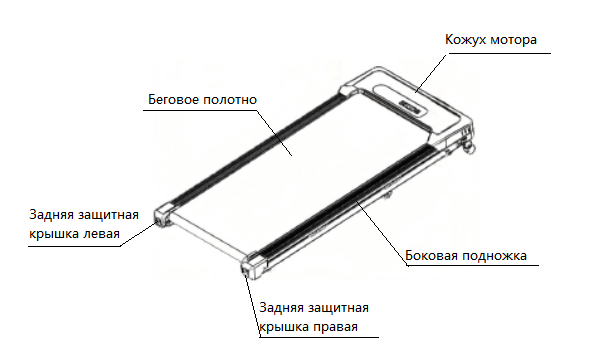 Кожух мотора
Беговое полотно
Задняя защитная
крышка левая
Боковая подножка
Задняя защитная
крышка правая